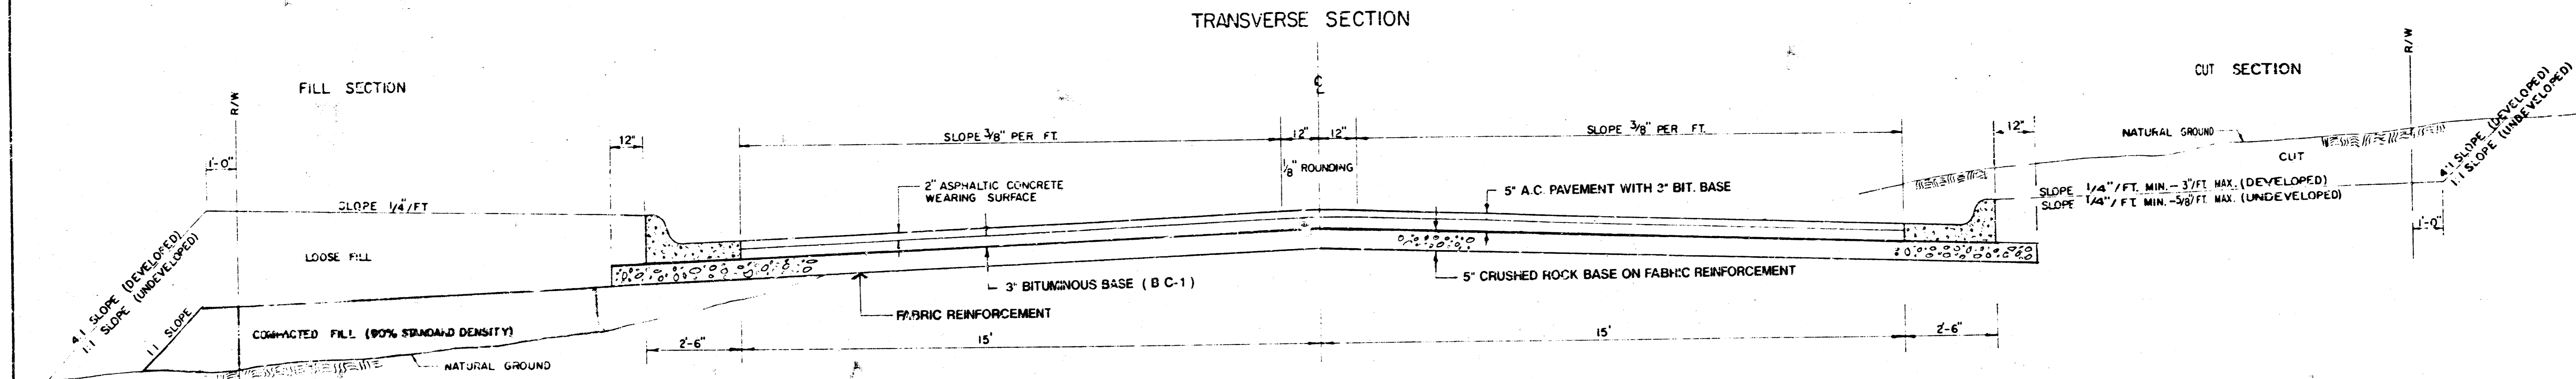 TRANSVERSE SECTION
FILL SECTION
CUT SECTION
R/W
R/W
℄
12"
SLOPE 3/8" PER FT.
12"
12"
SLOPE 3/8" PER FT.
12"
1'-0"
1/8" ROUNDING
NATURAL GROUND
CUT
4:1 SLOPE (DEVELOPED)
1:1 SLOPE (UNDEVELOPED)
2" ASPHALTIC CONCRETE
WEARING SURFACE
5" A.C. PAVEMENT WITH 3" BIT. BASE
SLOPE 1/4"/FT. MIN. - 3"/FT. MAX. (DEVELOPED)
SLOPE 1/4"/FT. MIN. - 5/8"/FT. MAX. (UNDEVELOPED)
SLOPE 1/4"/FT
1'-0"
LOOSE FILL
4:1 SLOPE (DEVELOPED)
1:1 SLOPE (UNDEVELOPED)
1:1 SLOPE
3" BITUMINOUS BASE ( B C-1 )
5" CRUSHED ROCK BASE ON FABRIC REINFORCEMENT
FABRIC REINFORCEMENT
COMPACTED FILL (90% STANDARD DENSITY)
2'-6"
15'
15'
2'-6"
NATURAL GROUND